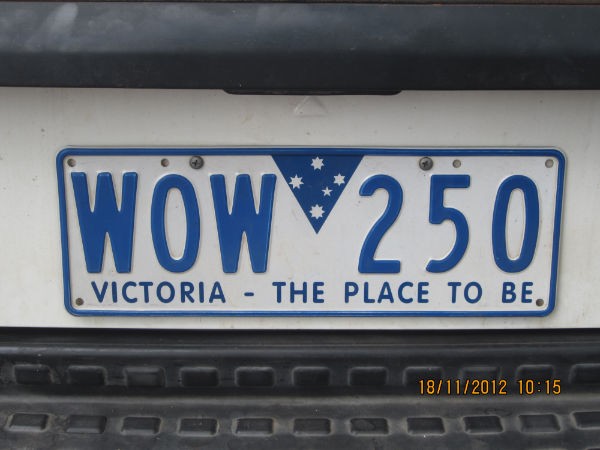 WOW 250
VICTORIA - THE PLACE TO BE
18/11/2012 10:15